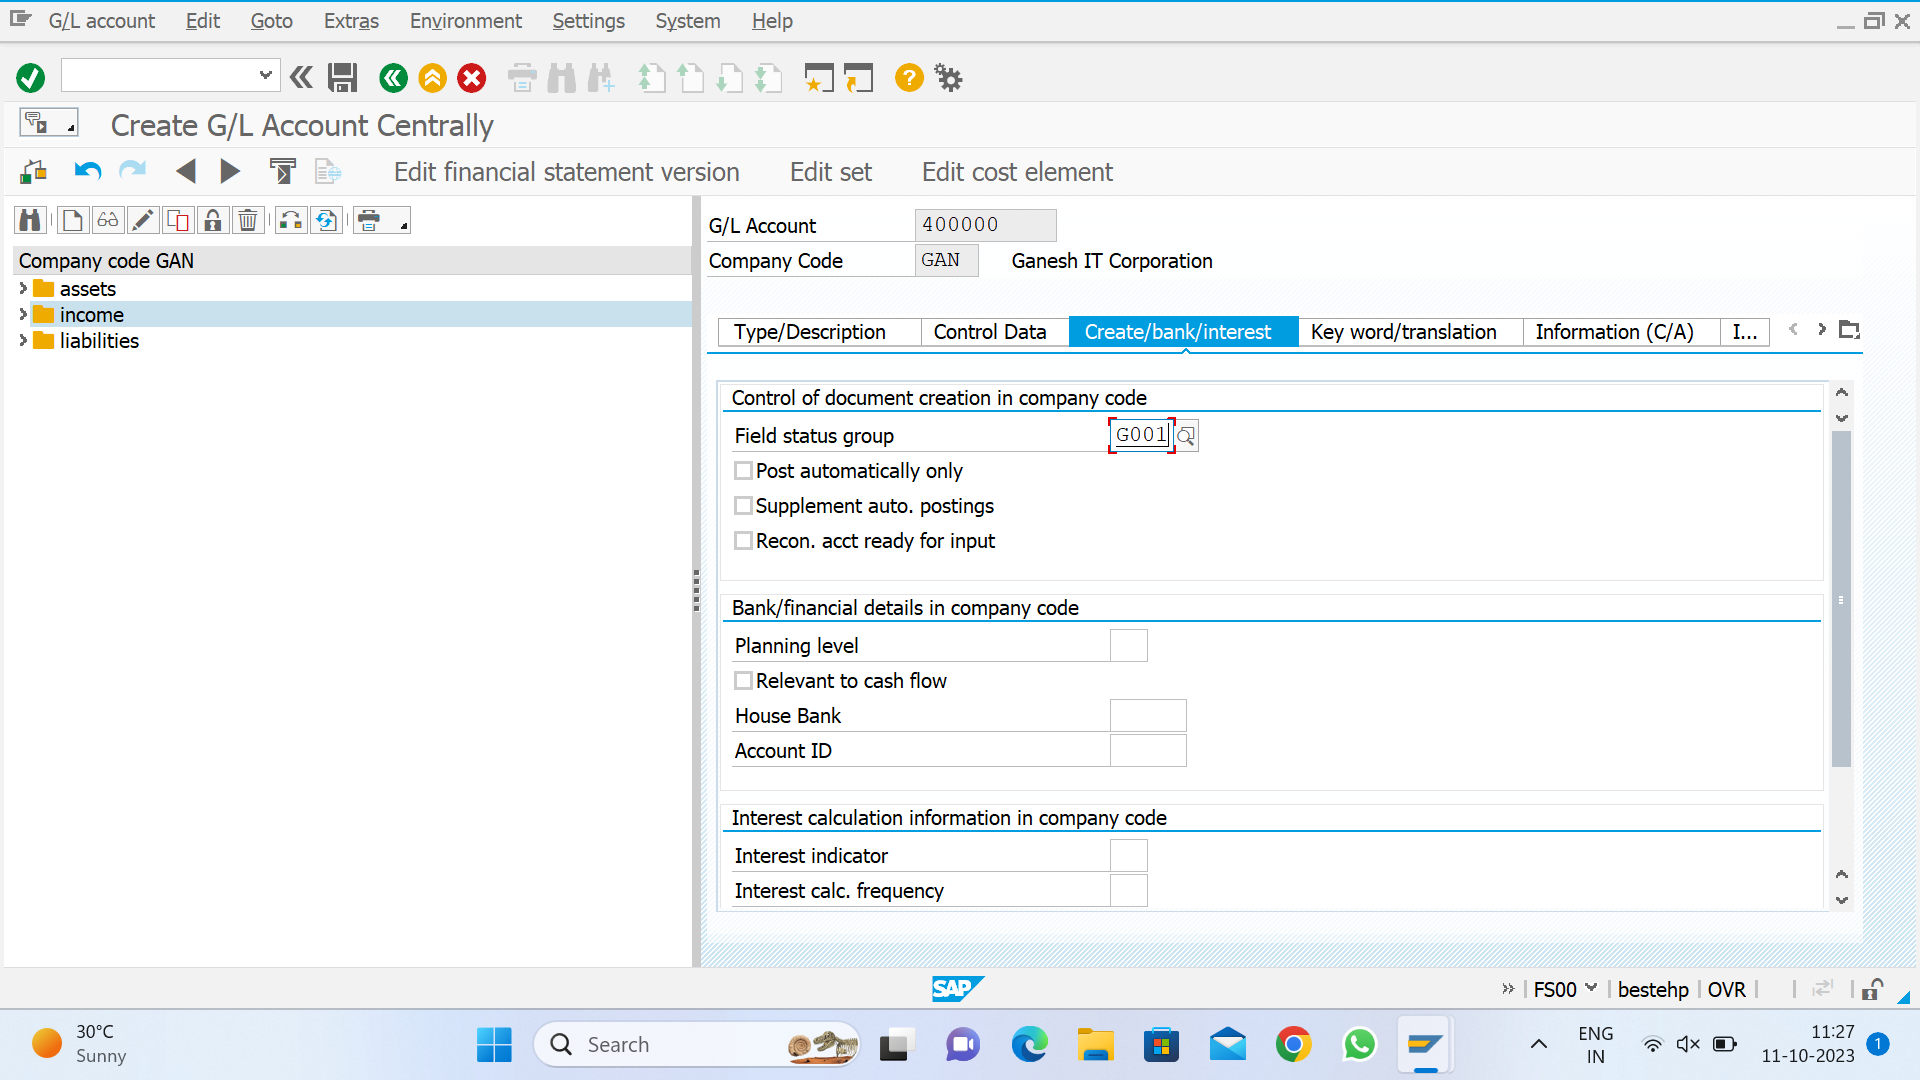 G/L account Edit Goto Extras Environment Settings System Help
Create G/L Account Centrally
Edit financial statement version Edit set Edit cost element
Company code GAN
assets
income
liabilities
G/L Account 400000
Company Code GAN Ganesh IT Corporation
Type/Description Control Data Create/bank/interest Key word/translation Information (C/A) I...
Control of document creation in company code
Field status group G001
Post automatically only
Supplement auto. postings
Recon. acct ready for input
Bank/financial details in company code
Planning level
Relevant to cash flow
House Bank
Account ID
Interest calculation information in company code
Interest indicator
Interest calc. frequency
SAP
FS00 bestehp OVR
30°C
Sunny
Search
ENG
IN
11:27
11-10-2023
1